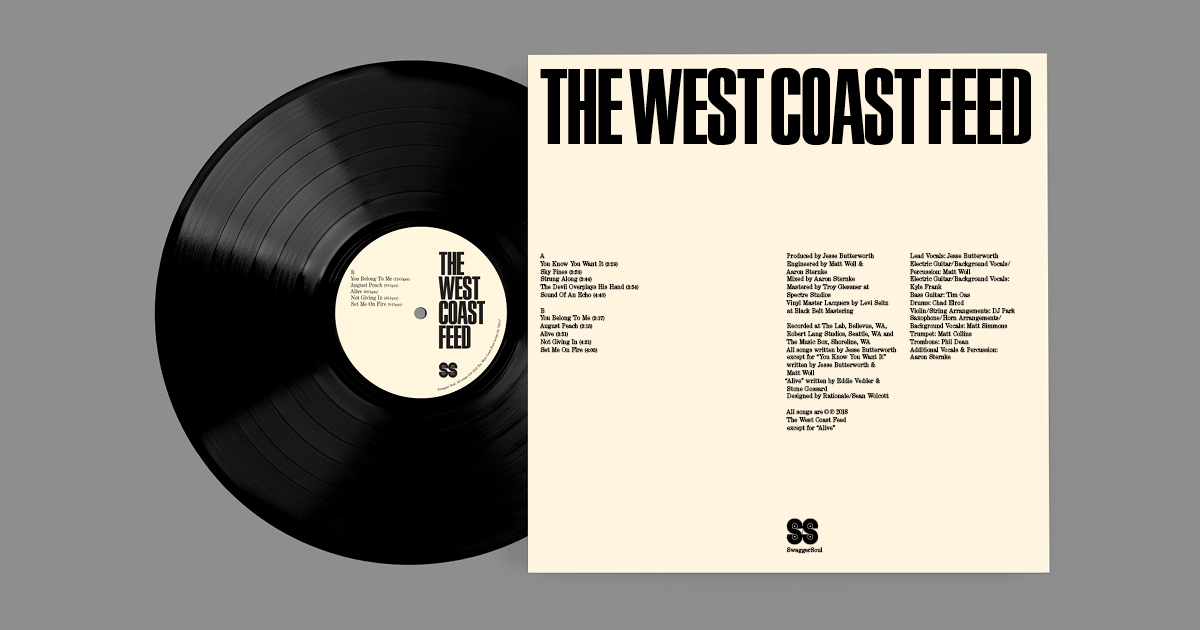 THE WEST COAST FEED
B
You Belong To Me
August Peach
Alive
Not Giving In
Set Me On Fire
THE
WEST
COAST
FEED
SS
A
You Know You Want It (3:29)
Sky Pines
Strung Along (3:44)
The Devil Overplays His Hand (3:54)
Sound Of An Echo (4:40)
B
You Belong To Me (3:37)
August Peach
Alive (3:51)
Not Giving In (4:21)
Set Me On Fire (4:00)
Produced by Jesse Butterworth
Engineered by Matt Woll &
Aaron Sternke
Mixed by Aaron Sternke
Mastered by Troy Glessner at
Spectre Studios
Vinyl Master Lacquers by Levi Seitz
at Black Belt Mastering
Recorded at The Lab, Bellevue, WA,
Robert Lang Studios, Seattle, WA and
The Music Box, Shoreline, WA
All songs written by Jesse Butterworth
except for “You Know You Want It”
written by Jesse Butterworth &
Matt Woll
“Alive” written by Eddie Vedder &
Stone Gossard
Designed by Rationale/Sean Wolcott
All songs are ©℗ 2018
The West Coast Feed
except for “Alive”
Lead Vocals: Jesse Butterworth
Electric Guitar/Background Vocals/
Percussion: Matt Woll
Electric Guitar/Background Vocals:
Kyle Frank
Bass Guitar: Tim Oas
Drums: Chad Elrod
Violin/String Arrangements: DJ Park
Saxophone/Horn Arrangements/
Background Vocals: Matt Simmons
Trumpet: Matt Collins
Trombone: Phil Dean
Additional Vocals & Percussion:
Aaron Sternke
SS
SwaggerSoul